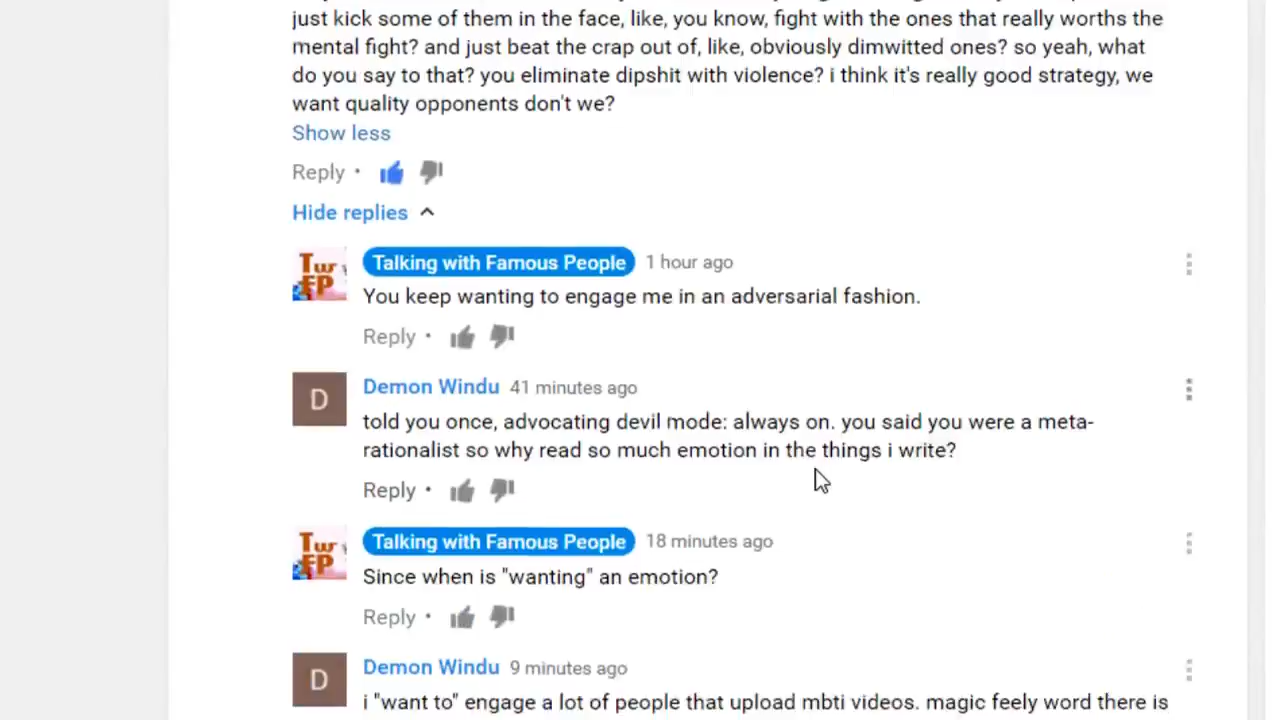 just kick some of them in the face, like, you know, fight with the ones that really worths the
mental fight? and just beat the crap out of, like, obviously dimwitted ones? so yeah, what
do you say to that? you eliminate dipshit with violence? i think it's really good strategy, we
want quality opponents don't we?
Show less
Reply •
Hide replies
Talking with Famous People 1 hour ago
You keep wanting to engage me in an adversarial fashion.
Reply •
D
Demon Windu 41 minutes ago
told you once, advocating devil mode: always on. you said you were a meta-
rationalist so why read so much emotion in the things i write?
Reply •
Talking with Famous People 18 minutes ago
Since when is "wanting" an emotion?
Reply •
D
Demon Windu 9 minutes ago
i "want to" engage a lot of people that upload mbti videos. magic feely word there is